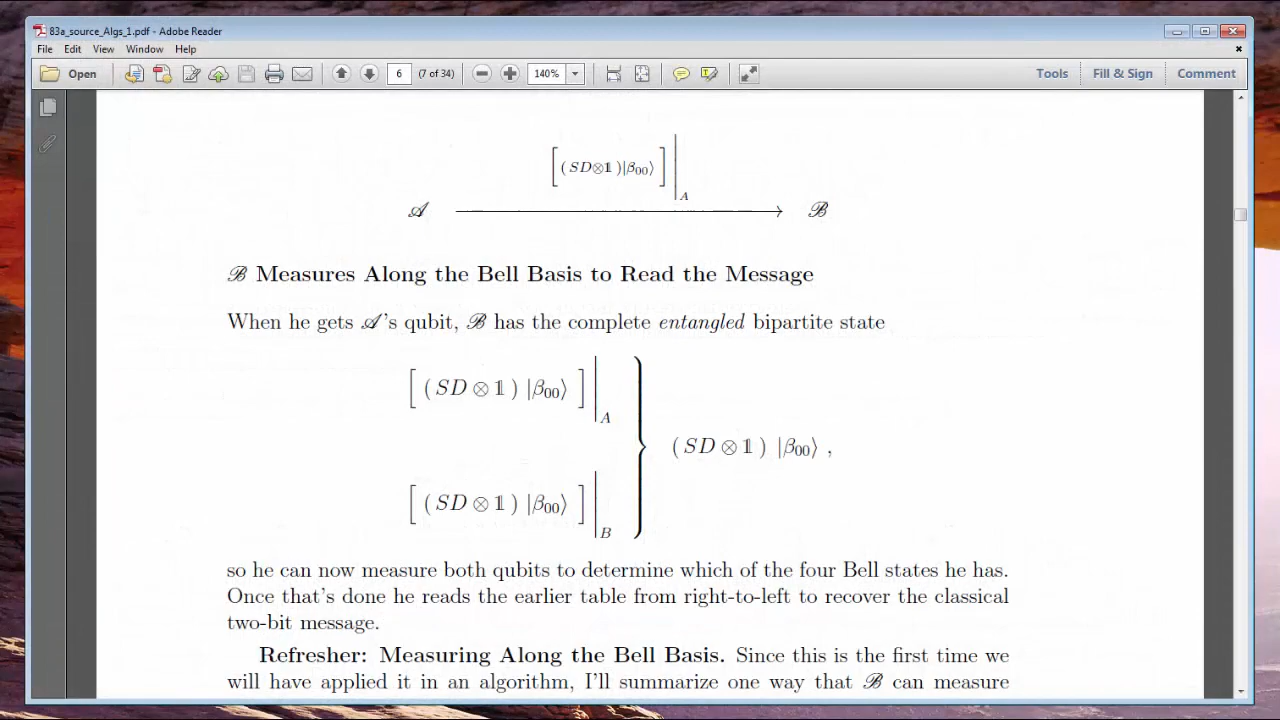 83a_source_Algs_1.pdf - Adobe Reader
File Edit View Window Help
Open 6 (7 of 34) 140% Tools Fill & Sign Comment
[ ( SD⊗𝟙 )|β₀₀⟩ ] |_A
𝒜 ⟶ ℬ
ℬ Measures Along the Bell Basis to Read the Message
When he gets 𝒜's qubit, ℬ has the complete entangled bipartite state
[ ( SD ⊗ 𝟙 ) |β₀₀⟩ ] |_A
} ( SD ⊗ 𝟙 ) |β₀₀⟩ ,
[ ( SD ⊗ 𝟙 ) |β₀₀⟩ ] |_B
so he can now measure both qubits to determine which of the four Bell states he has.
Once that's done he reads the earlier table from right-to-left to recover the classical
two-bit message.
Refresher: Measuring Along the Bell Basis. Since this is the first time we
will have applied it in an algorithm, I'll summarize one way that ℬ can measure